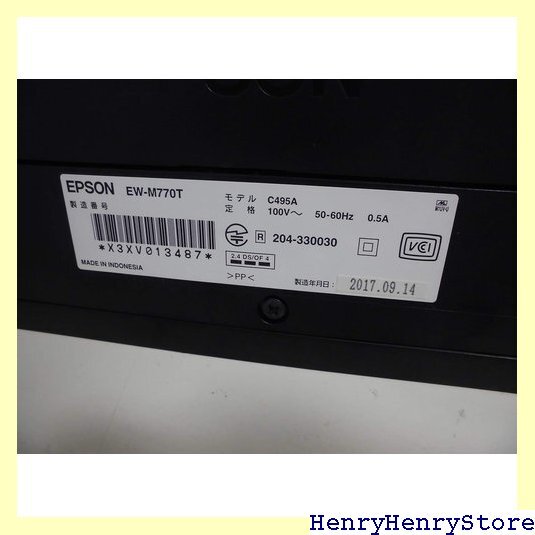 EPSON EW-M770T
製造番号
*X3XV013487*
MADE IN INDONESIA
モデル C495A
定格 100V～ 50-60Hz 0.5A
R 204-330030
2.4 DS/OF 4
>PP<
VCI
製造年月日: 2017.09.14
HenryHenryStore